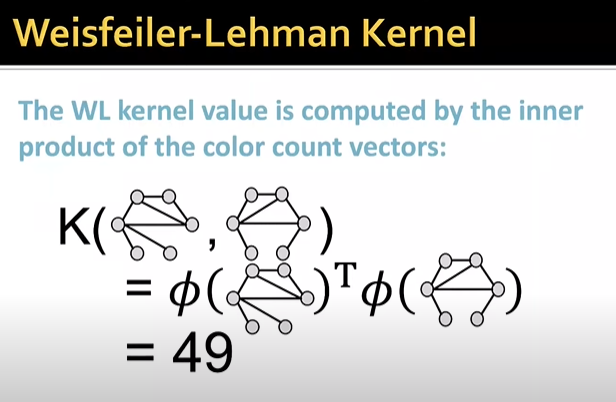 Weisfeiler-Lehman Kernel
The WL kernel value is computed by the inner
product of the color count vectors:
K( , )
= ϕ( )ᵀϕ( )
= 49